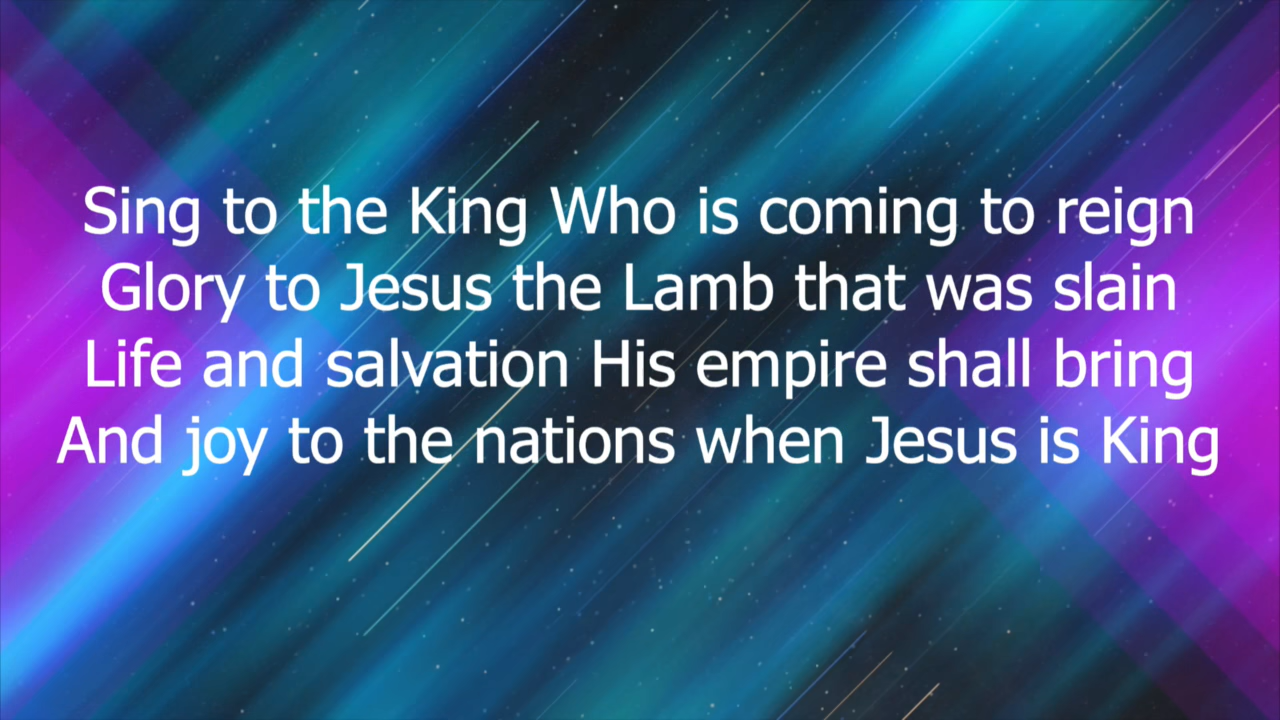 Sing to the King Who is coming to reign
Glory to Jesus the Lamb that was slain
Life and salvation His empire shall bring
And joy to the nations when Jesus is King